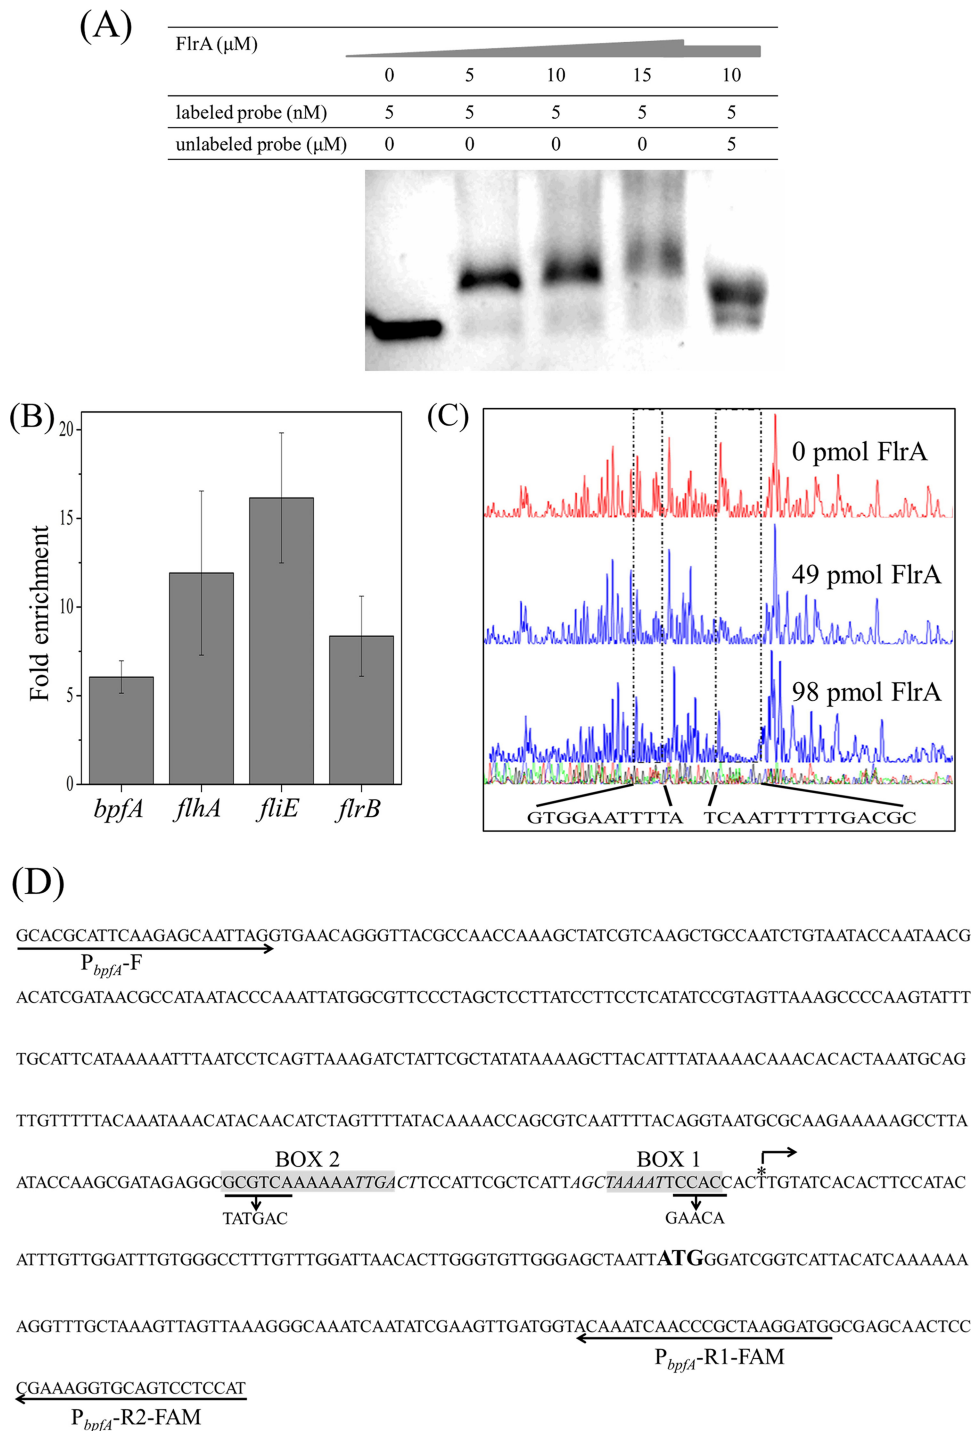 (A)
FlrA (μM)
0 5 10 15 10
labeled probe (nM) 5 5 5 5 5
unlabeled probe (μM) 0 0 0 0 5
(B)
Fold enrichment
20
15
10
5
0
bpfA flhA fliE flrB
(C)
0 pmol FlrA
49 pmol FlrA
98 pmol FlrA
GTGGAATTTTA TCAATTTTTTGACGC
(D)
GCACGCATTCAAGAGCAATTAGGTGAACAGGGTTACGCCAACCAAAGCTATCGTCAAGCTGCCAATCTGTAATACCAATAACG
PbpfA-F
ACATCGATAACGCCATAATACCCAAATTATGGCGTTCCCTAGCTCCTTATCCTTCCTCATATCCGTAGTTAAAGCCCCAAGTATTT
TGCATTCATAAAAATTTAATCCTCAGTTAAAGATCTATTCGCTATATAAAAGCTTACATTTATAAAACAAACACACTAAATGCAG
TTGTTTTTACAAATAAACATACAACATCTAGTTTTATACAAAACCAGCGTCAATTTTACAGGTAATGCGCAAGAAAAAGCCTTA
BOX 2 BOX 1 *
ATACCAAGCGATAGAGGCGCGTCAAAAAAATTGACTTCCATTCGCTCATTAGCTAAAATTCCACCACTTGTATCACACTTCCATAC
TATGAC GAACA
ATTTGTTGGATTTGTGGGCCTTTGTTTGGATTAACACTTGGGTGTTGGGAGCTAATTATGGGATCGGTCATTACATCAAAAAA
AGGTTTGCTAAAGTTAGTTAAAGGGCAAATCAATATCGAAGTTGATGGTACAAATCAACCCGCTAAGGATGGCGAGCAACTCC
PbpfA-R1-FAM
CGAAAGGTGCAGTCCTCCAT
PbpfA-R2-FAM